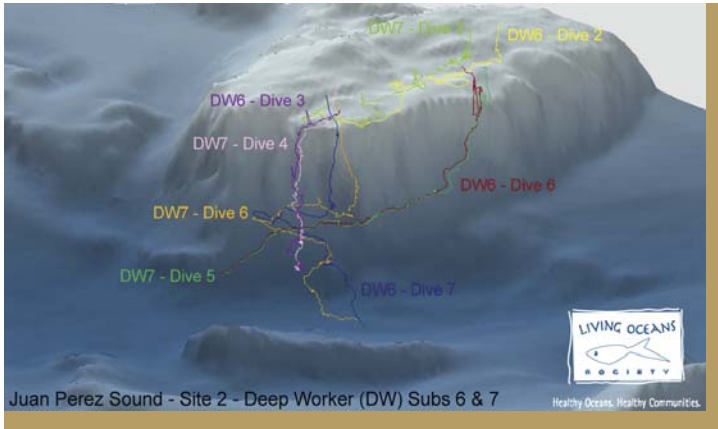 DW7 - Dive
DW6 - Dive 2
DW6 - Dive 3
DW7 - Dive 4
DW6 - Dive 6
DW7 - Dive 6
DW7 - Dive 5
DW6 - Dive 7
LIVING OCEANS
SOCIETY
Juan Perez Sound - Site 2 - Deep Worker (DW) Subs 6 & 7
Healthy Oceans. Healthy Communities.